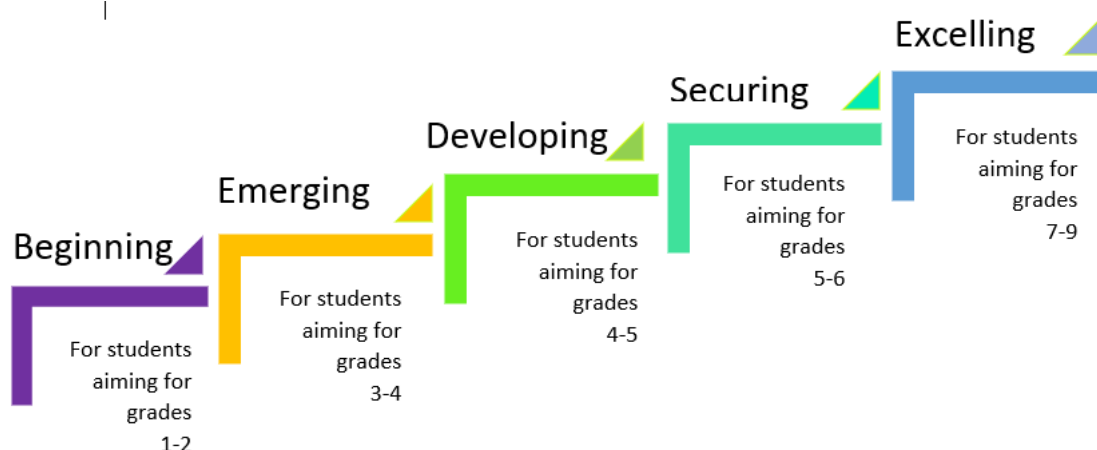 Beginning
For students
aiming for
grades
1-2
Emerging
For students
aiming for
grades
3-4
Developing
For students
aiming for
grades
4-5
Securing
For students
aiming for
grades
5-6
Excelling
For students
aiming for
grades
7-9